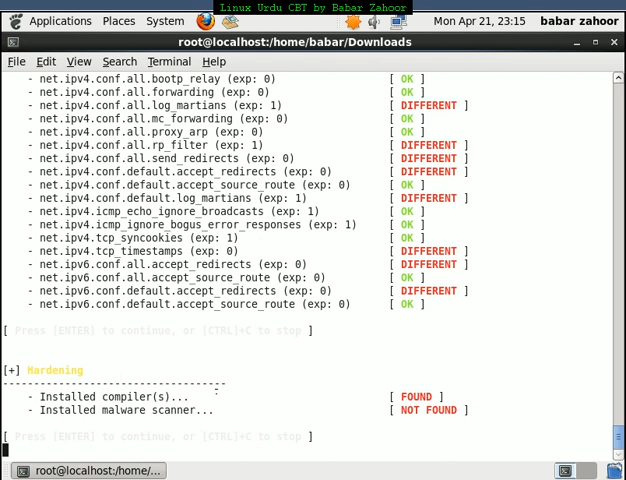 Linux Urdu CBT by Babar Zahoor
Applications Places System Mon Apr 21, 23:15 babar zahoor
root@localhost:/home/babar/Downloads
File Edit View Search Terminal Help
- net.ipv4.conf.all.bootp_relay (exp: 0) [ OK ]
- net.ipv4.conf.all.forwarding (exp: 0) [ OK ]
- net.ipv4.conf.all.log_martians (exp: 1) [ DIFFERENT ]
- net.ipv4.conf.all.mc_forwarding (exp: 0) [ OK ]
- net.ipv4.conf.all.proxy_arp (exp: 0) [ OK ]
- net.ipv4.conf.all.rp_filter (exp: 1) [ DIFFERENT ]
- net.ipv4.conf.all.send_redirects (exp: 0) [ DIFFERENT ]
- net.ipv4.conf.default.accept_redirects (exp: 0) [ DIFFERENT ]
- net.ipv4.conf.default.accept_source_route (exp: 0) [ OK ]
- net.ipv4.conf.default.log_martians (exp: 1) [ DIFFERENT ]
- net.ipv4.icmp_echo_ignore_broadcasts (exp: 1) [ OK ]
- net.ipv4.icmp_ignore_bogus_error_responses (exp: 1) [ OK ]
- net.ipv4.tcp_syncookies (exp: 1) [ OK ]
- net.ipv4.tcp_timestamps (exp: 0) [ DIFFERENT ]
- net.ipv6.conf.all.accept_redirects (exp: 0) [ DIFFERENT ]
- net.ipv6.conf.all.accept_source_route (exp: 0) [ OK ]
- net.ipv6.conf.default.accept_redirects (exp: 0) [ DIFFERENT ]
- net.ipv6.conf.default.accept_source_route (exp: 0) [ OK ]
[ Press [ENTER] to continue, or [CTRL]+C to stop ]
[+] Hardening
------------------------------------
- Installed compiler(s)... [ FOUND ]
- Installed malware scanner... [ NOT FOUND ]
[ Press [ENTER] to continue, or [CTRL]+C to stop ]
root@localhost:/home/...